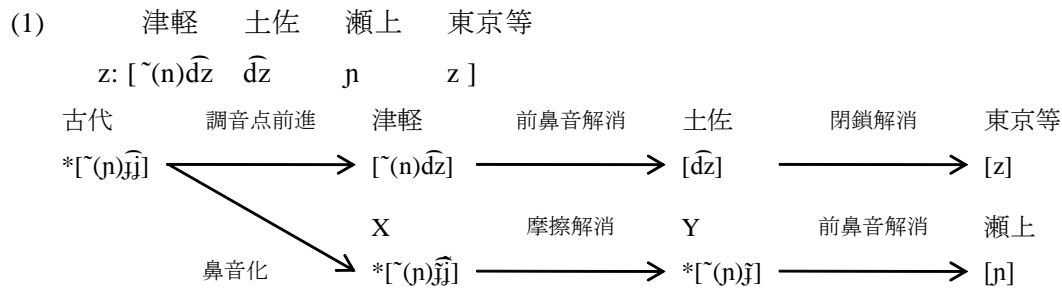 (1) 津軽 土佐 瀬上 東京等
z: [ ̃(n)d͡z d͡z ɲ z ]
古代 調音点前進 津軽 前鼻音解消 土佐 閉鎖解消 東京等
*[ ̃(ɲ)ɟ͡ʝ] [ ̃(n)d͡z] [d͡z] [z]
X 摩擦解消 Y 前鼻音解消 瀬上
鼻音化 *[ ̃(ɲ)ɟ̃͡ʝ̃] *[ ̃(ɲ)ɟ̃] [ɲ]